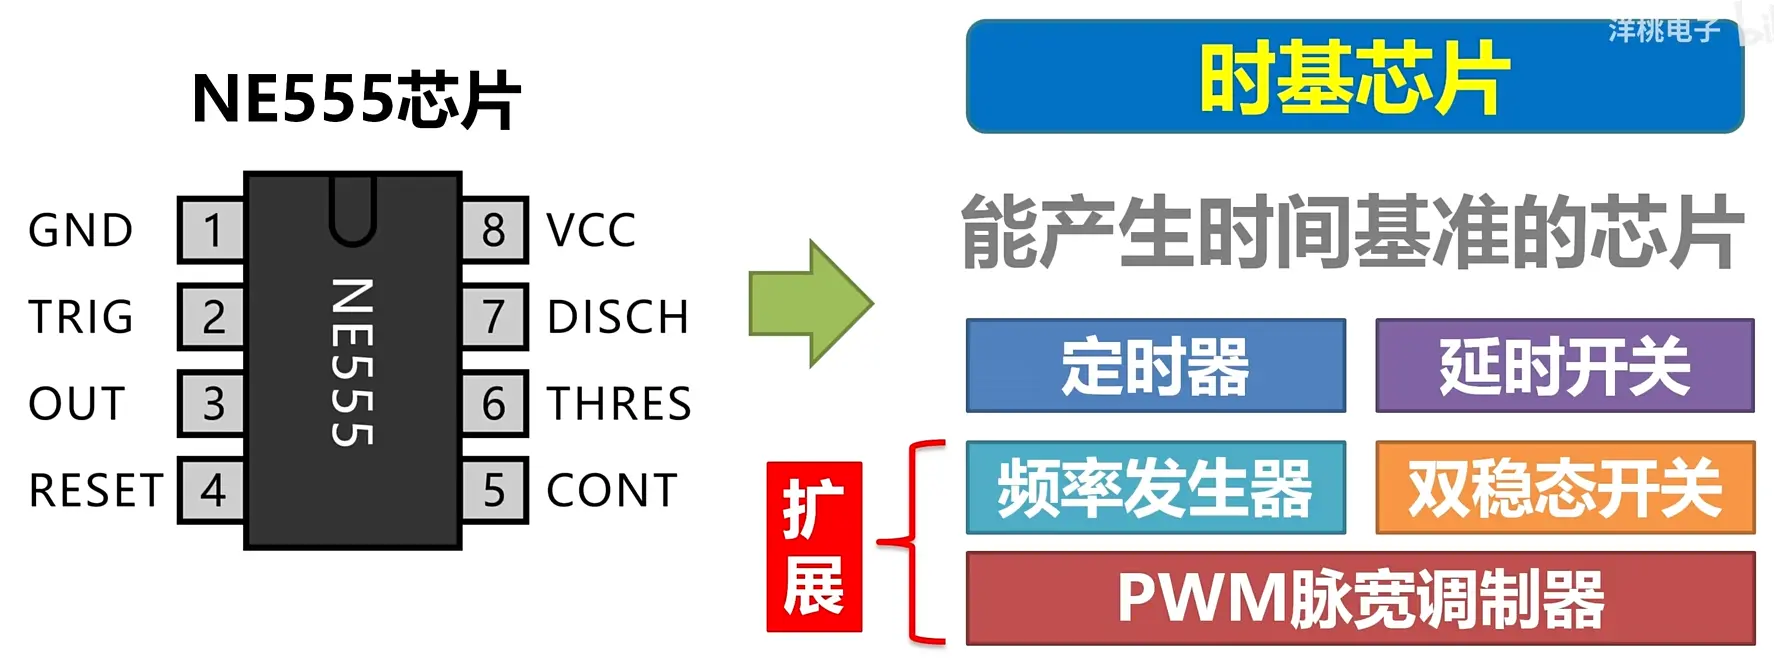 洋桃电子 bil
NE555芯片
时基芯片
能产生时间基准的芯片
GND 1 8 VCC
TRIG 2 7 DISCH
OUT 3 6 THRES
RESET 4 5 CONT
NE555
定时器 延时开关
扩展
频率发生器 双稳态开关
PWM脉宽调制器